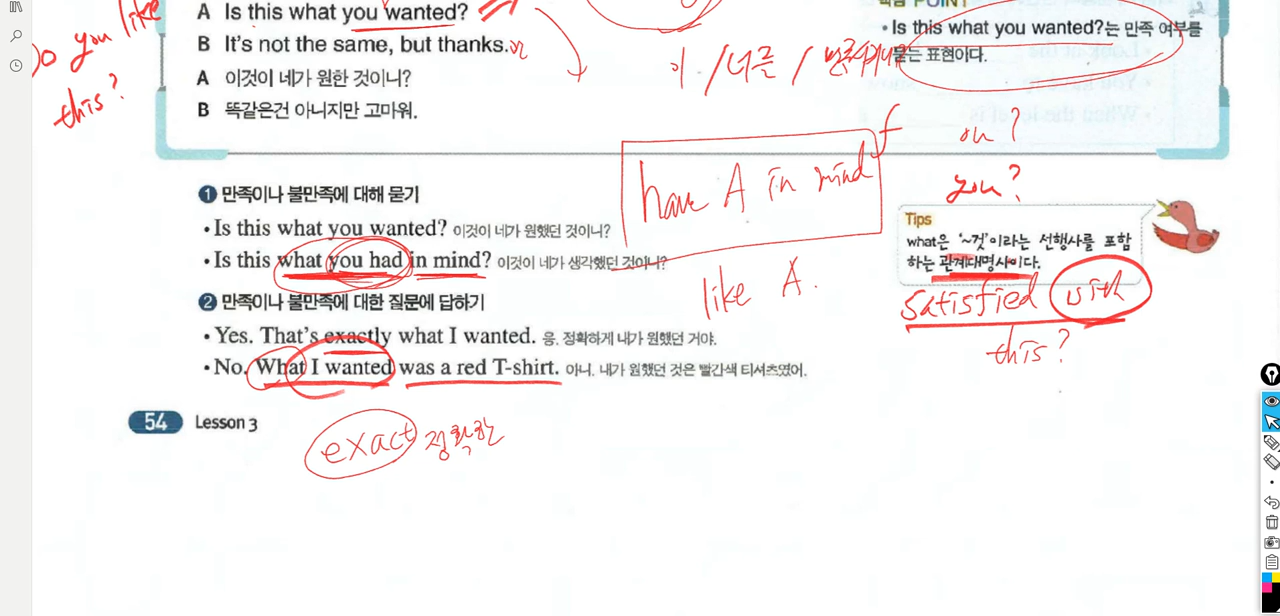 학습 POINT
A Is this what you wanted?
• Is this what you wanted?는 만족 여부를
묻는 표현이다.
B It's not the same, but thanks.
Do you like
this?
이 / 너를 /
A 이것이 네가 원한 것이니?
B 똑같은건 아니지만 고마워.
have A in mind
on?
you?
like A.
1 만족이나 불만족에 대해 묻기
• Is this what you wanted? 이것이 네가 원했던 것이니?
• Is this what you had in mind? 이것이 네가 생각했던 것이니?
Tips
what은 '~것'이라는 선행사를 포함
하는 관계대명사이다.
satisfied with
this?
2 만족이나 불만족에 대한 질문에 답하기
• Yes. That's exactly what I wanted. 응. 정확하게 내가 원했던 거야.
• No. What I wanted was a red T-shirt. 아니. 내가 원했던 것은 빨간색 티셔츠였어.
54 Lesson 3
exact 정확한